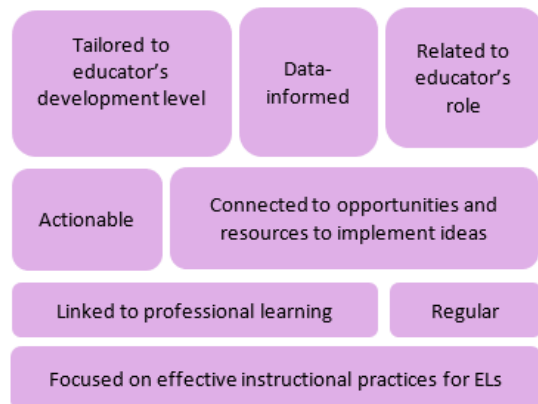 Tailored to
educator's
development level
Data-
informed
Related to
educator's
role
Actionable
Connected to opportunities and
resources to implement ideas
Linked to professional learning
Regular
Focused on effective instructional practices for ELs